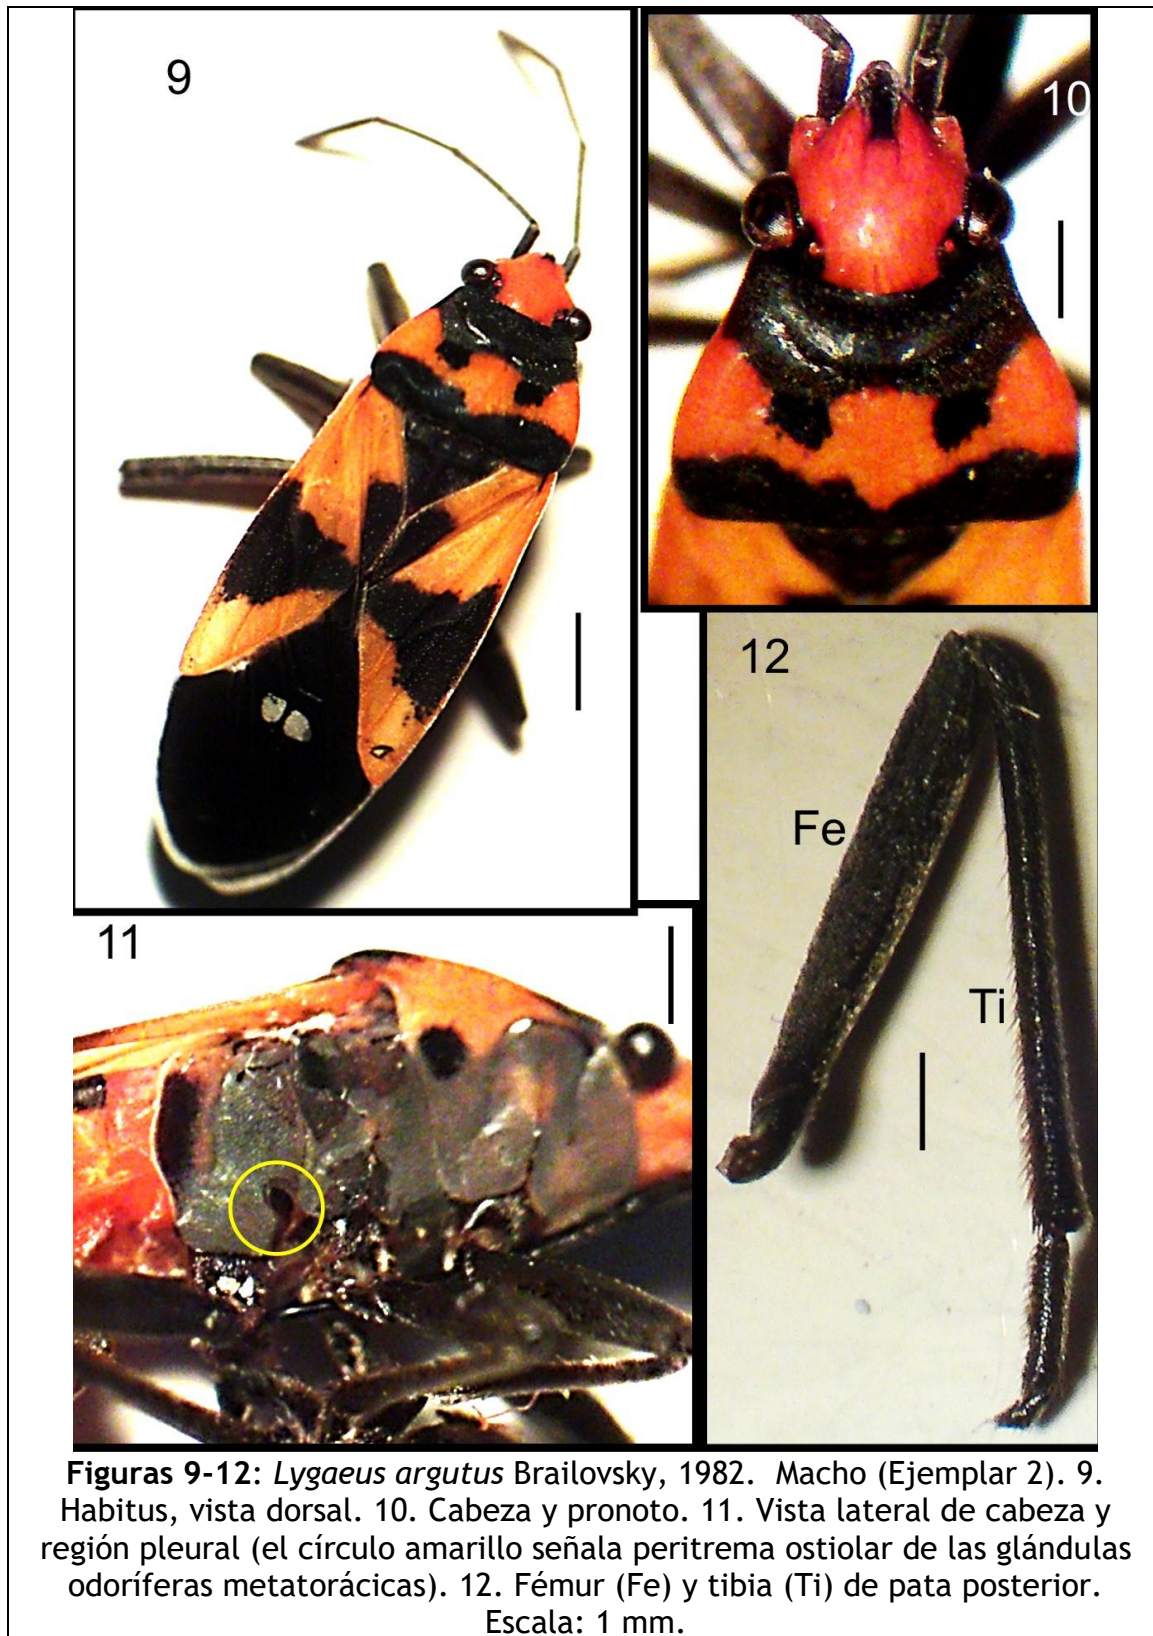 9
10
12
Fe
11
Ti
Figuras 9-12: Lygaeus argutus Brailovsky, 1982. Macho (Ejemplar 2). 9.
Habitus, vista dorsal. 10. Cabeza y pronoto. 11. Vista lateral de cabeza y
región pleural (el círculo amarillo señala peritrema ostiolar de las glándulas
odoríferas metatorácicas). 12. Fémur (Fe) y tibia (Ti) de pata posterior.
Escala: 1 mm.